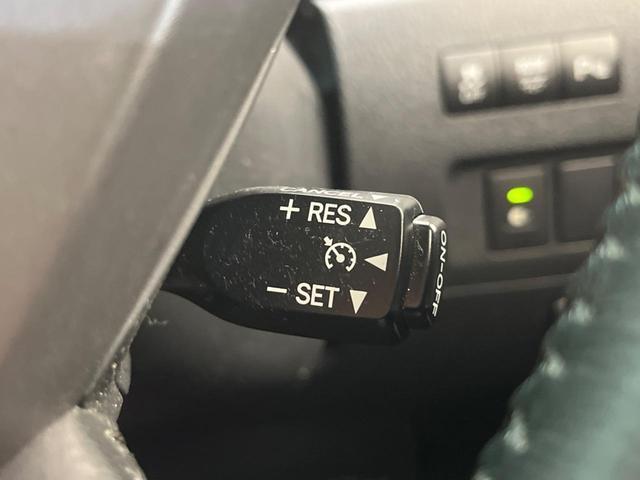 CANCEL
+ RES ▲
◀
- SET ▼
ON-OFF